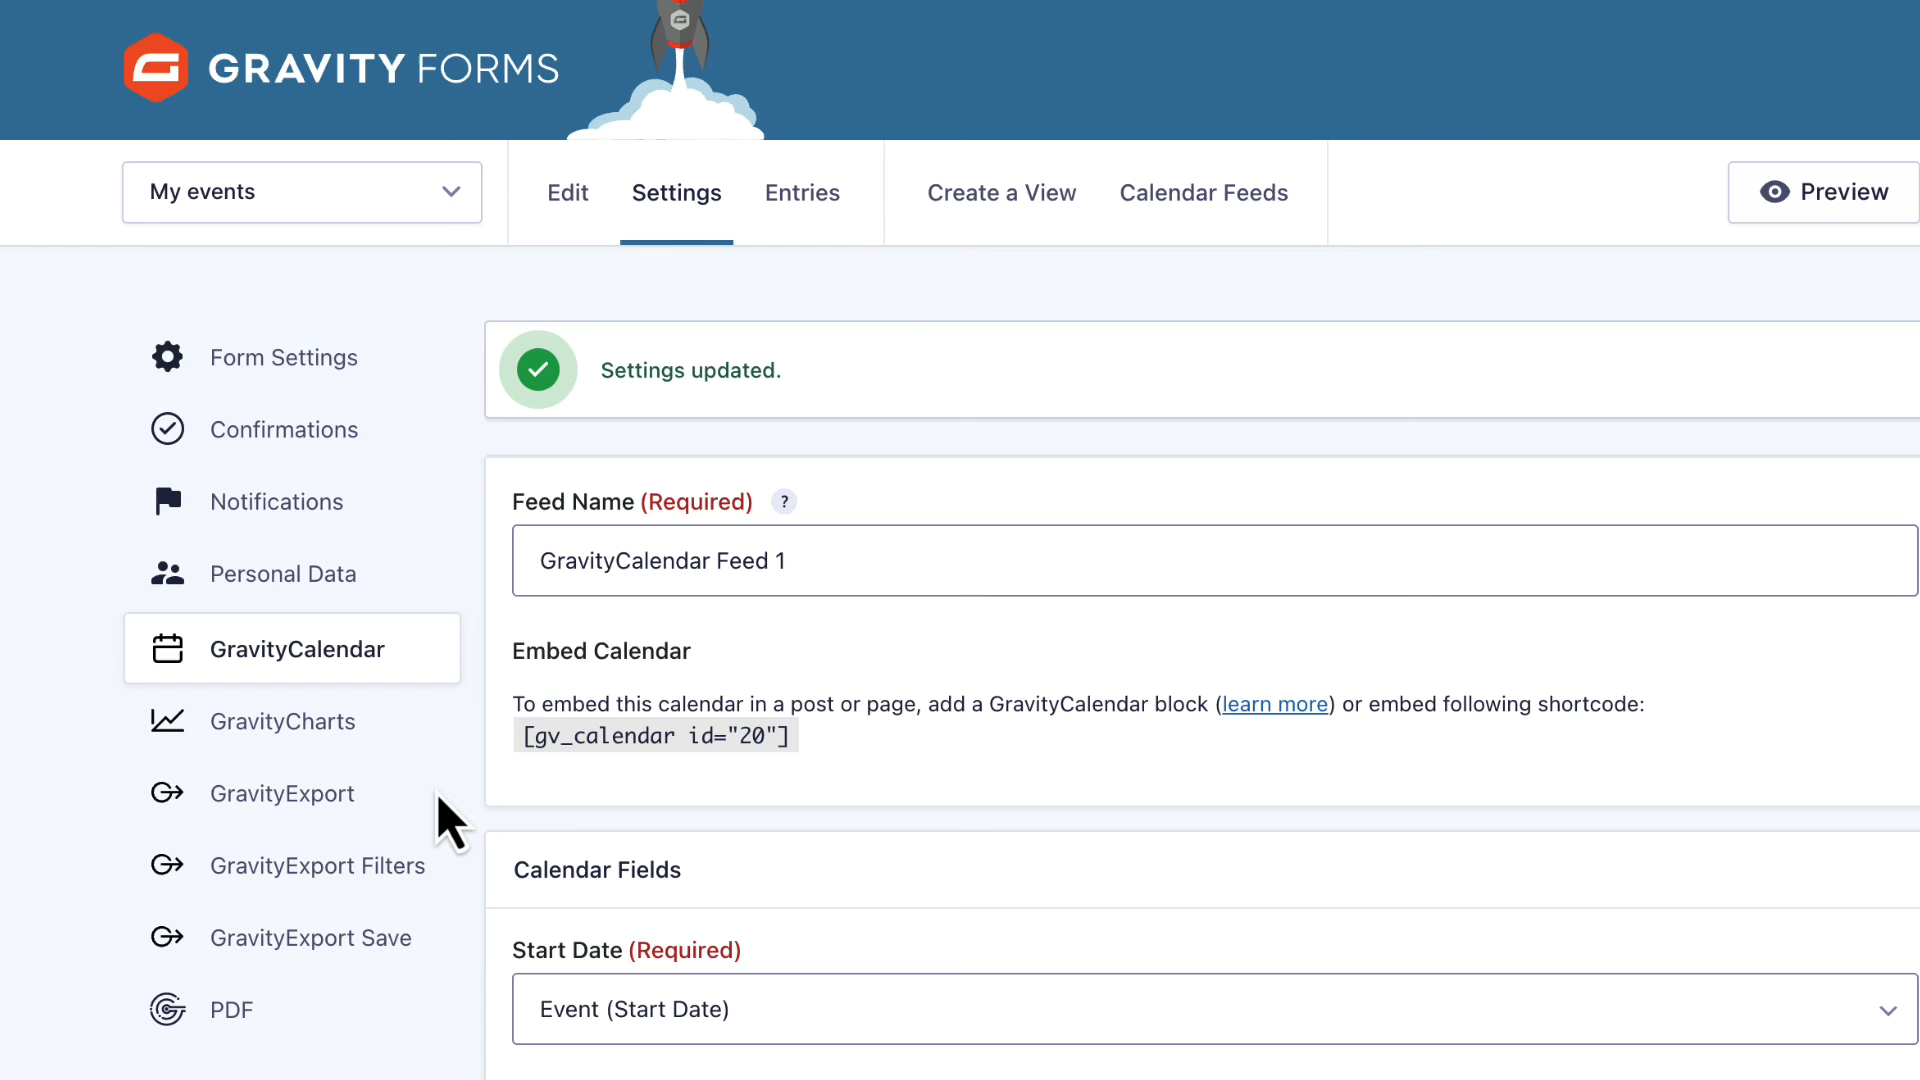 GRAVITY FORMS
My events
Edit
Settings
Entries
Create a View
Calendar Feeds
Preview
Form Settings
Confirmations
Notifications
Personal Data
GravityCalendar
GravityCharts
GravityExport
GravityExport Filters
GravityExport Save
PDF
Settings updated.
Feed Name (Required) ?
GravityCalendar Feed 1
Embed Calendar
To embed this calendar in a post or page, add a GravityCalendar block (learn more) or embed following shortcode:
[gv_calendar id="20"]
Calendar Fields
Start Date (Required)
Event (Start Date)